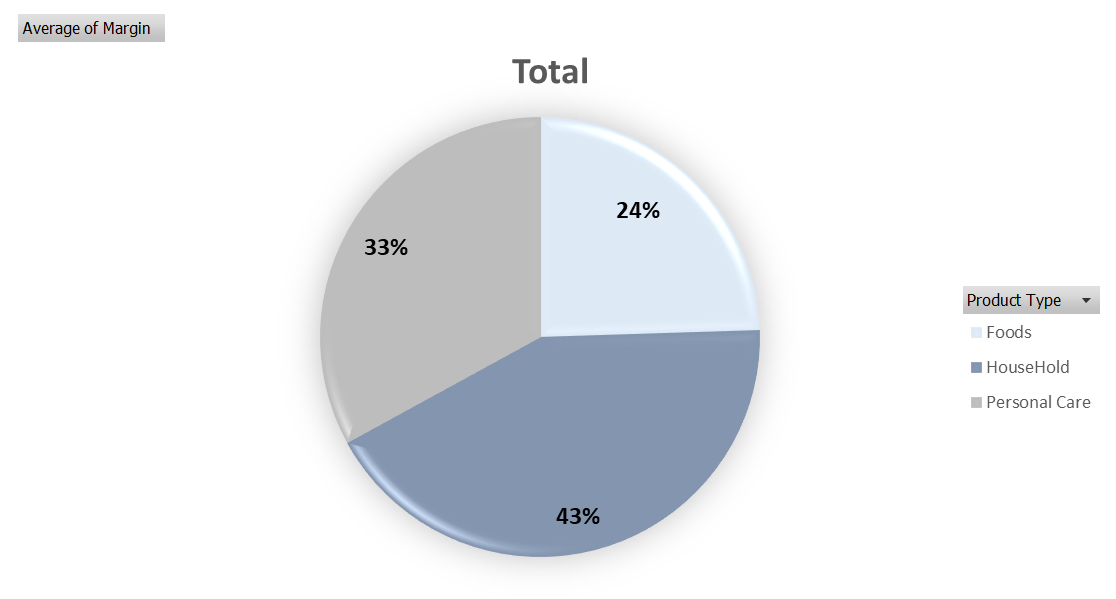 Average of Margin
Total
24%
33%
43%
Product Type
Foods
HouseHold
Personal Care